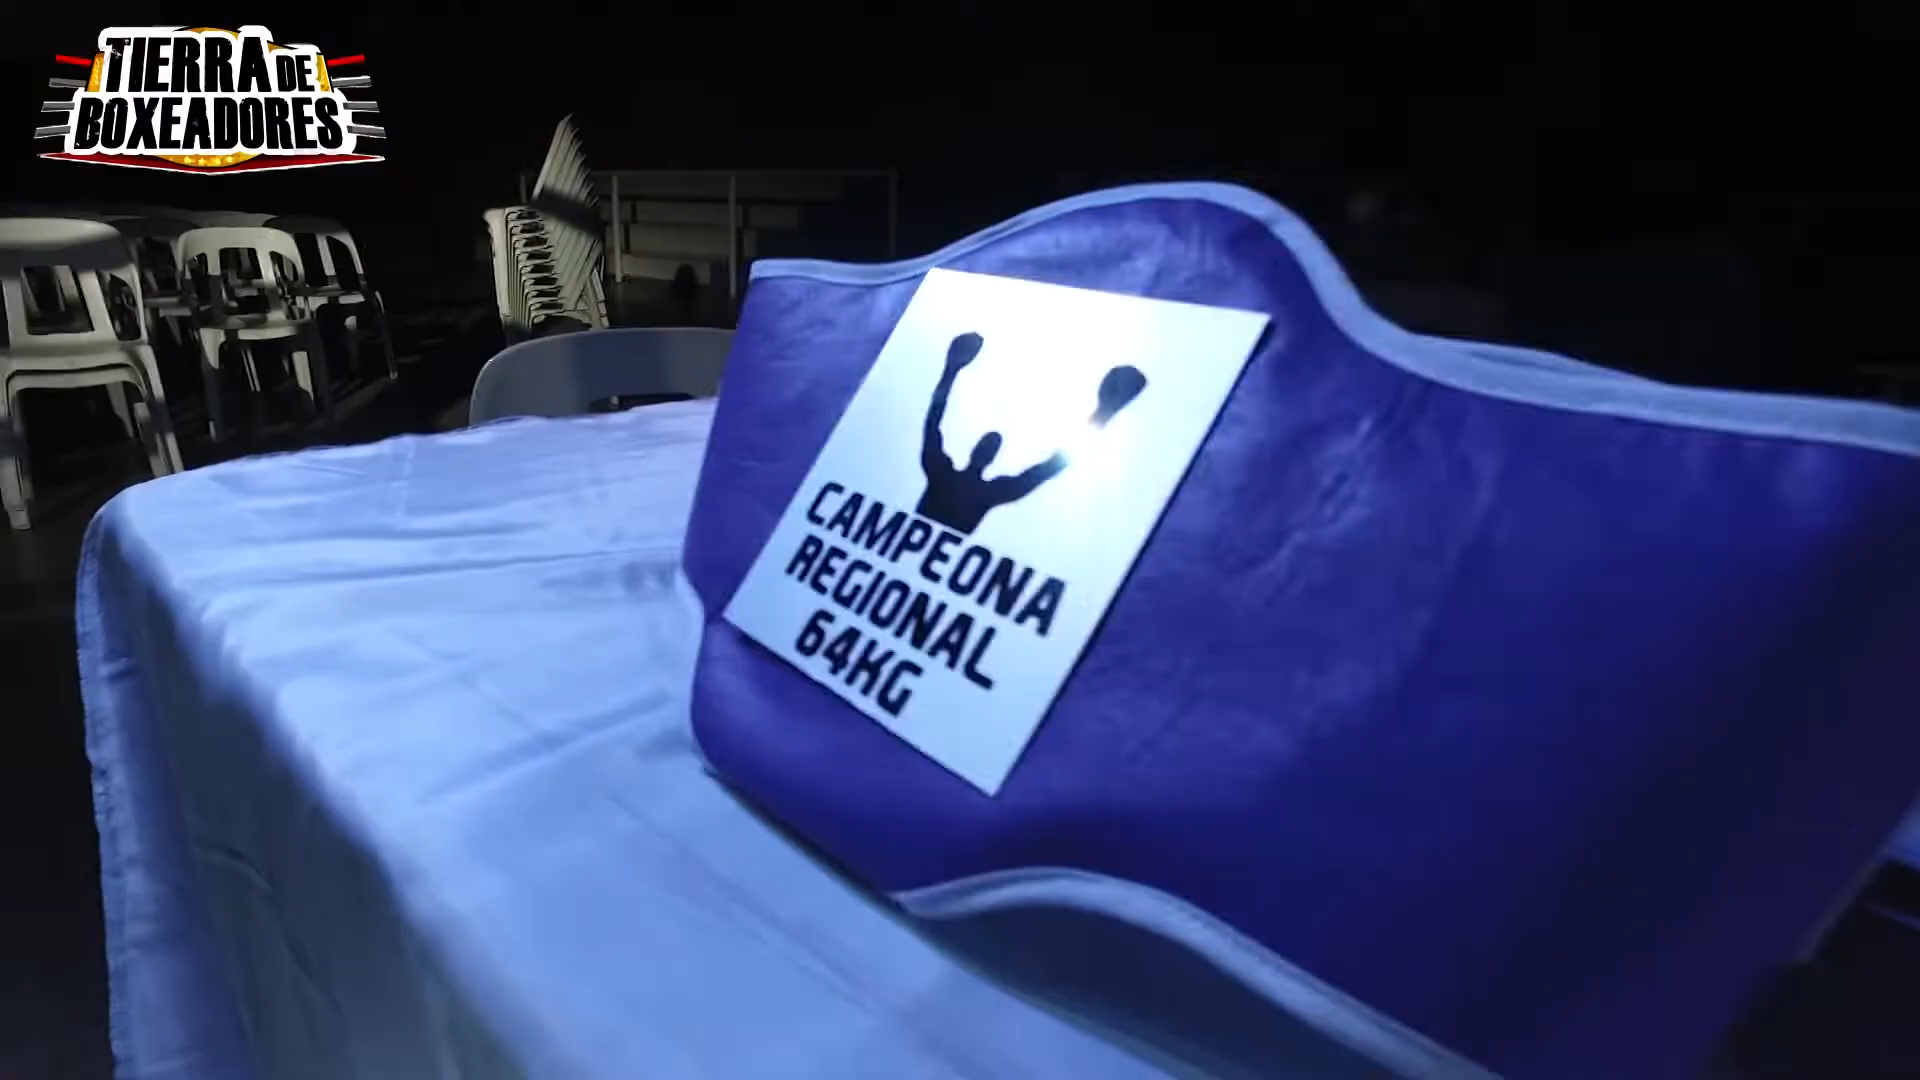 TIERRA DE
BOXEADORES
CAMPEONA
REGIONAL
64KG